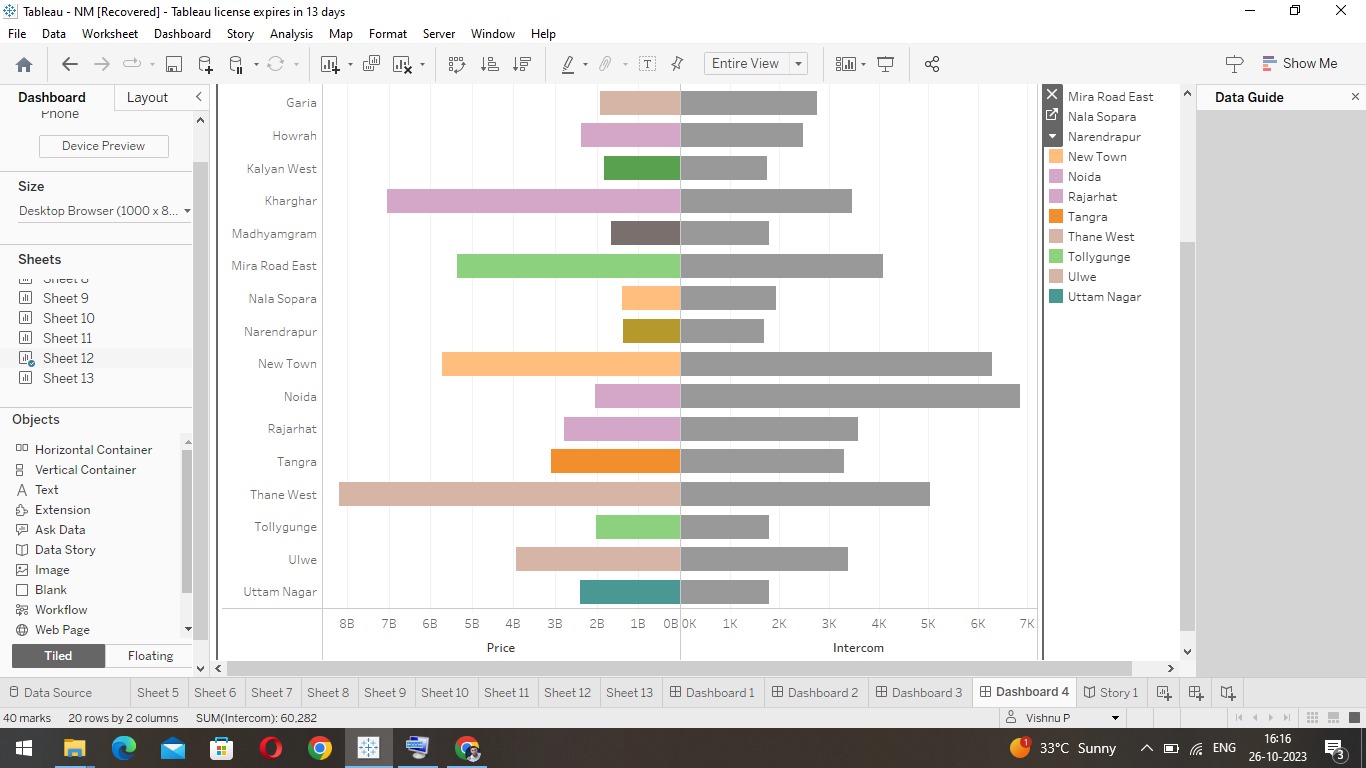 Tableau - NM [Recovered] - Tableau license expires in 13 days
File Data Worksheet Dashboard Story Analysis Map Format Server Window Help
Entire View
Show Me
Dashboard Layout
Phone
Device Preview
Size
Desktop Browser (1000 x 8...
Sheets
Sheet 8
Sheet 9
Sheet 10
Sheet 11
Sheet 12
Sheet 13
Objects
Horizontal Container
Vertical Container
Text
Extension
Ask Data
Data Story
Image
Blank
Workflow
Web Page
Tiled Floating
Garia
Howrah
Kalyan West
Kharghar
Madhyamgram
Mira Road East
Nala Sopara
Narendrapur
New Town
Noida
Rajarhat
Tangra
Thane West
Tollygunge
Ulwe
Uttam Nagar
8B 7B 6B 5B 4B 3B 2B 1B 0B 0K 1K 2K 3K 4K 5K 6K 7K
Price Intercom
Mira Road East
Nala Sopara
Narendrapur
New Town
Noida
Rajarhat
Tangra
Thane West
Tollygunge
Ulwe
Uttam Nagar
Data Guide
Data Source Sheet 5 Sheet 6 Sheet 7 Sheet 8 Sheet 9 Sheet 10 Sheet 11 Sheet 12 Sheet 13 Dashboard 1 Dashboard 2 Dashboard 3 Dashboard 4 Story 1
40 marks 20 rows by 2 columns SUM(Intercom): 60,282 Vishnu P
1 33°C Sunny ENG 16:16
26-10-2023 3